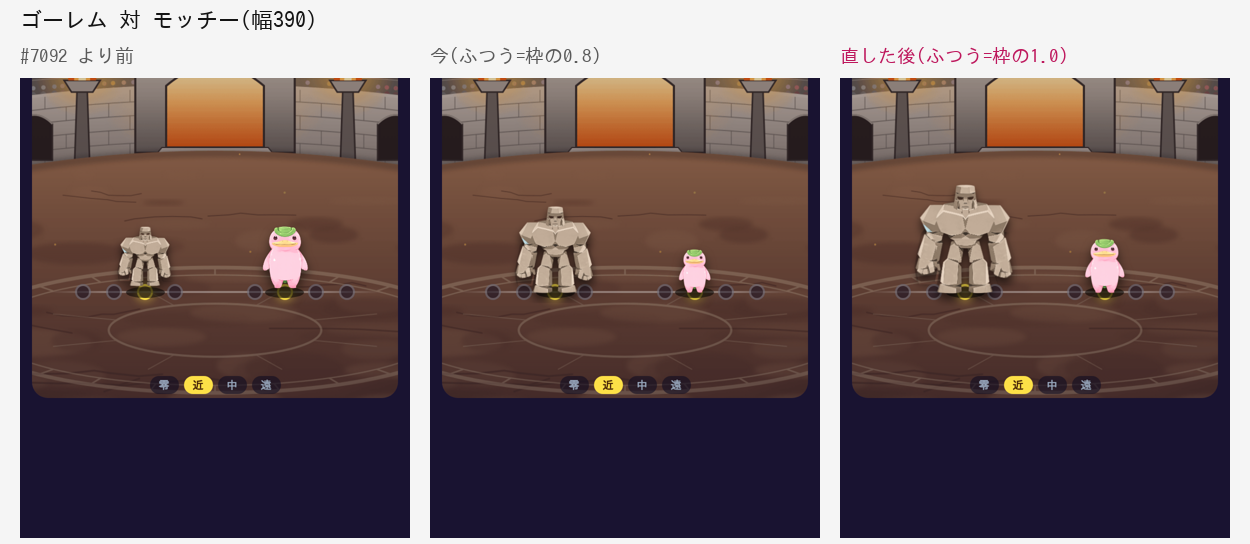 ゴーレム 対 モッチー(幅390)
#7092 より前
今(ふつう=枠の0.8)
直した後(ふつう=枠の1.0)
零 近 中 遠
零 近 中 遠
零 近 中 遠